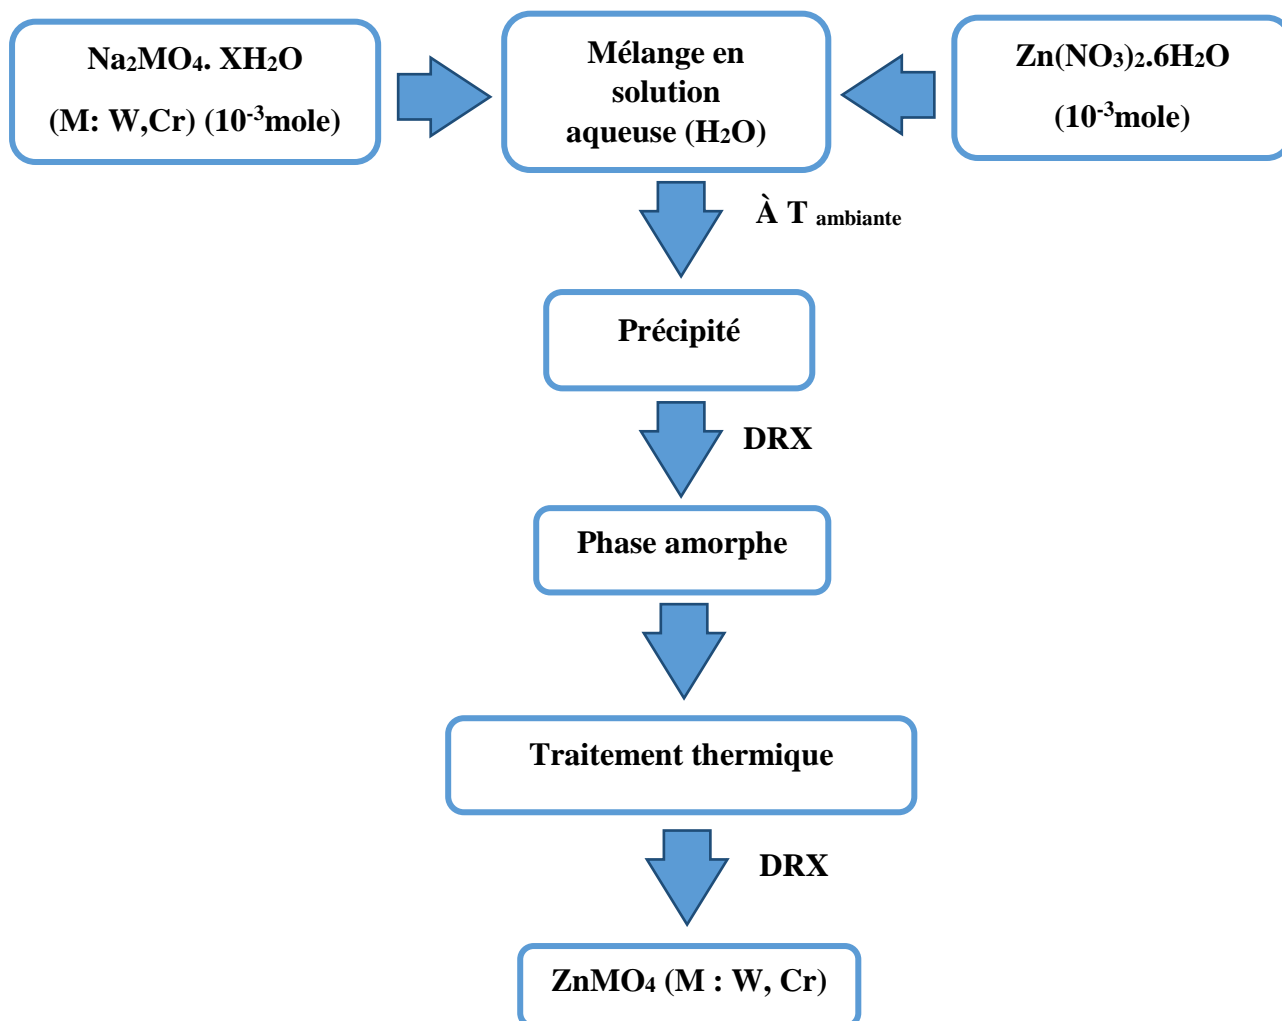 Na₂MO₄. XH₂O
(M: W,Cr) (10⁻³mole)
Mélange en
solution
aqueuse (H₂O)
Zn(NO₃)₂.6H₂O
(10⁻³mole)
À T ambiante
Précipité
DRX
Phase amorphe
Traitement thermique
DRX
ZnMO₄ (M : W, Cr)